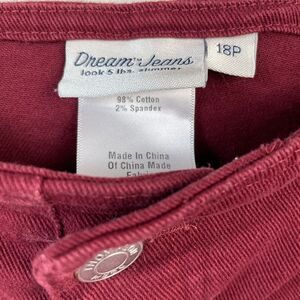 Dream Jeans
look 5 lbs. slimmer
18P
98% Cotton
2% Spandex
Made In China
Of China Made